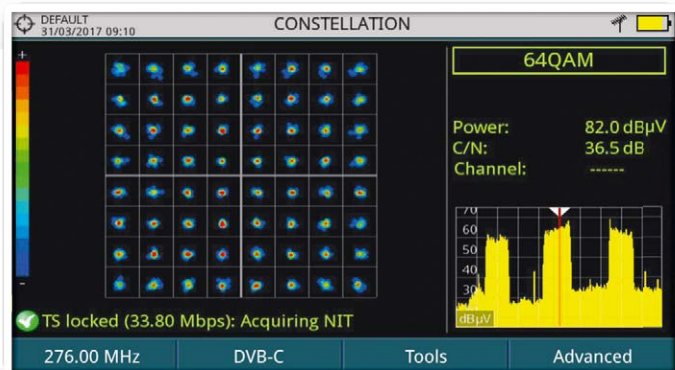 DEFAULT
31/03/2017 09:10
CONSTELLATION
+
-
64QAM
Power: 82.0 dBµV
C/N: 36.5 dB
Channel: ------
70
60
50
40
30
dBµV
TS locked (33.80 Mbps): Acquiring NIT
276.00 MHz
DVB-C
Tools
Advanced